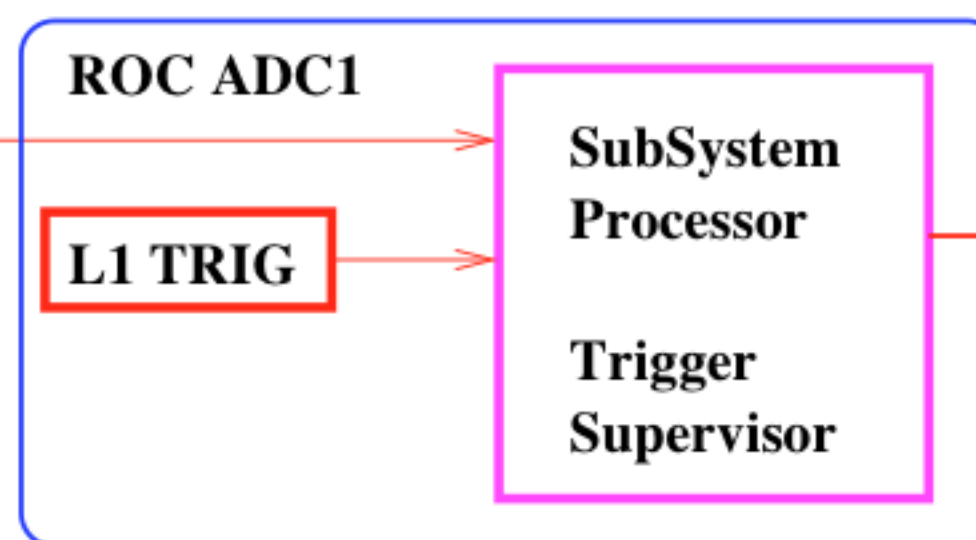 ROC ADC1
L1 TRIG
SubSystem
Processor
Trigger
Supervisor